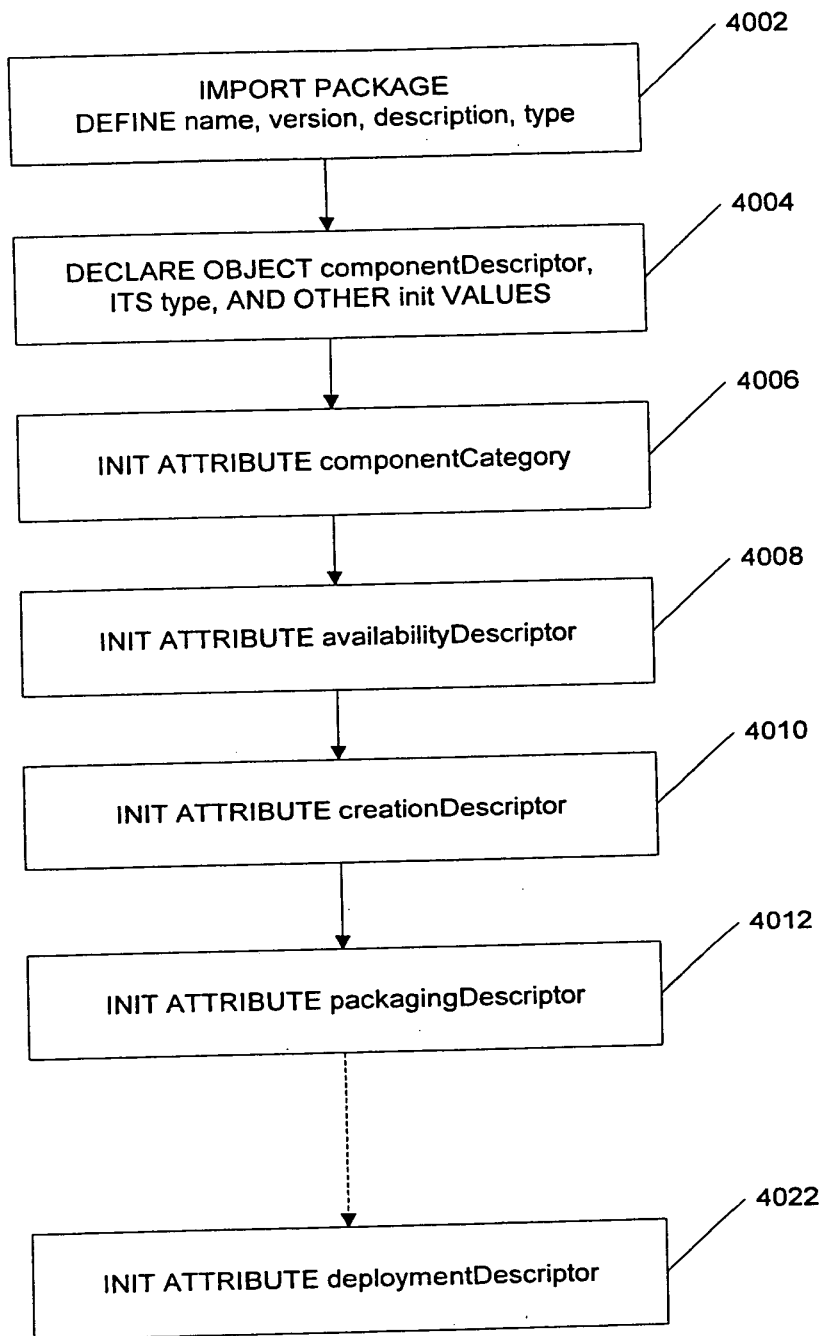 4002
IMPORT PACKAGE
DEFINE name, version, description, type
4004
DECLARE OBJECT componentDescriptor,
ITS type, AND OTHER init VALUES
4006
INIT ATTRIBUTE componentCategory
4008
INIT ATTRIBUTE availabilityDescriptor
4010
INIT ATTRIBUTE creationDescriptor
4012
INIT ATTRIBUTE packagingDescriptor
4022
INIT ATTRIBUTE deploymentDescriptor